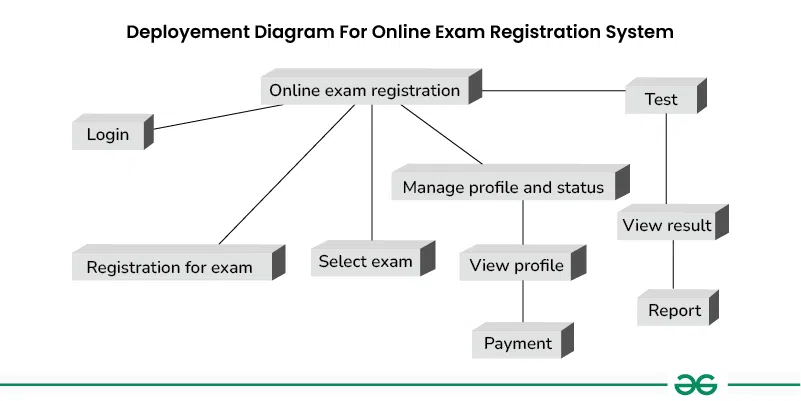 Deployement Diagram For Online Exam Registration System
Online exam registration
Test
Login
Manage profile and status
View result
Registration for exam
Select exam
View profile
Report
Payment